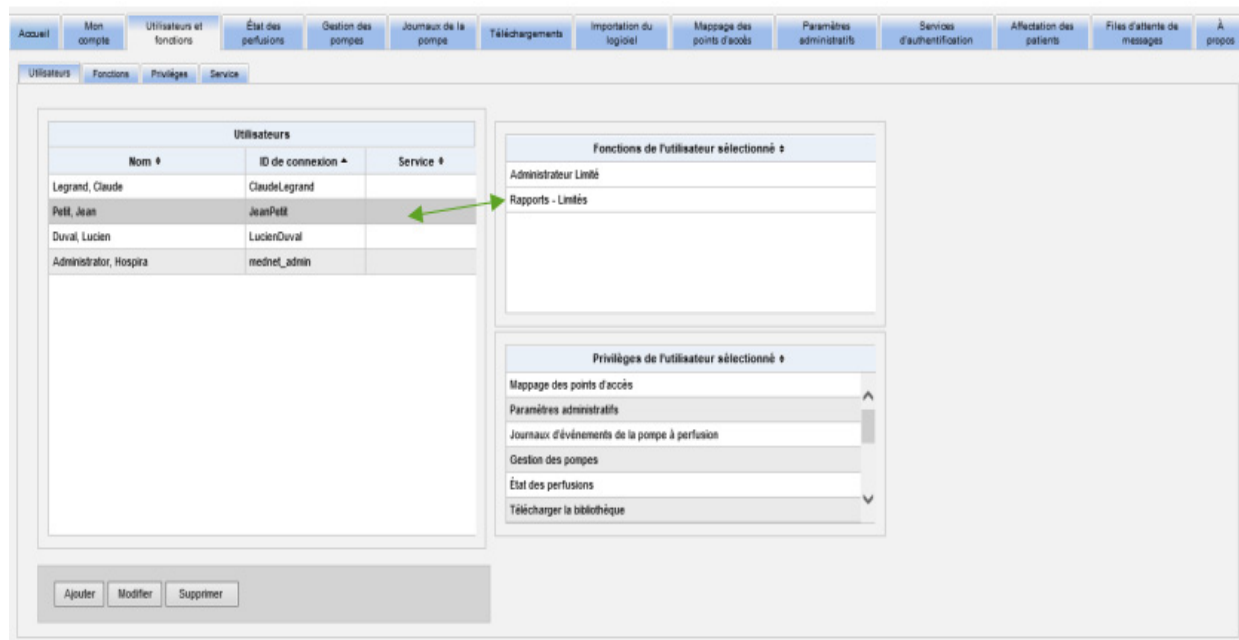 Accueil
Mon compte
Utilisateurs et fonctions
État des perfusions
Gestion des pompes
Journaux de la pompe
Téléchargements
Importation du logiciel
Mappage des points d'accès
Paramètres administratifs
Services d'authentification
Affectation des patients
Files d'attente de messages
À propos
Utilisateurs Fonctions Privilèges Service
Utilisateurs
Nom ID de connexion Service
Legrand, Claude ClaudeLegrand
Petit, Jean JeanPetit
Duval, Lucien LucienDuval
Administrator, Hospira mednet_admin
Fonctions de l'utilisateur sélectionné
Administrateur Limité
Rapports - Limités
Privilèges de l'utilisateur sélectionné
Mappage des points d'accès
Paramètres administratifs
Journaux d'événements de la pompe à perfusion
Gestion des pompes
État des perfusions
Télécharger la bibliothèque
Ajouter Modifier Supprimer